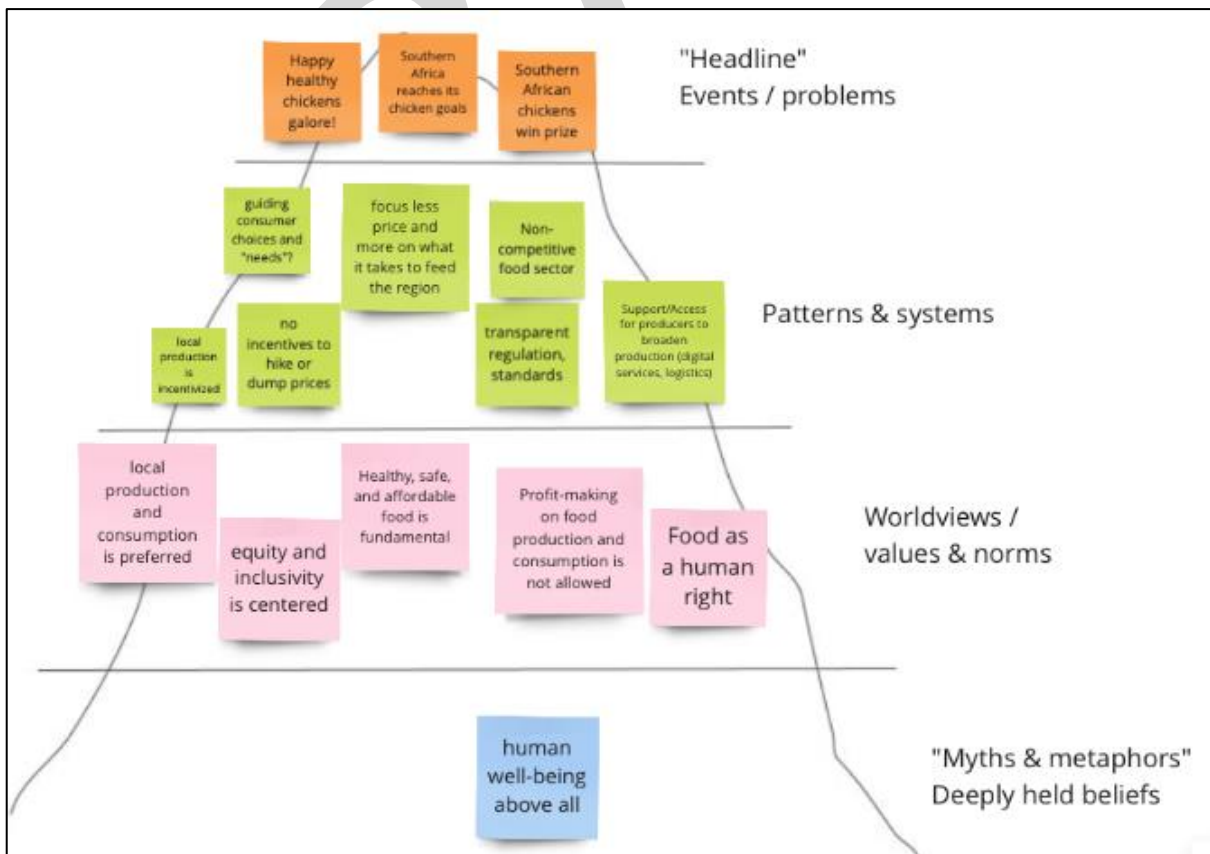 Happy
healthy
chickens
galore!
Southern
Africa
reaches its
chicken goals
Southern
African
chickens
win prize
"Headline"
Events / problems
guiding
consumer
choices and
"needs"?
focus less
price and
more on what
it takes to feed
the region
Non-
competitive
food sector
local
production
is
incentivized
no
incentives to
hike or
dump prices
transparent
regulation,
standards
Support/Access
for producers to
broaden
production (digital
services, logistics)
Patterns & systems
local
production
and
consumption
is preferred
equity and
inclusivity
is centered
Healthy, safe,
and affordable
food is
fundamental
Profit-making
on food
production and
consumption is
not allowed
Food as
a human
right
Worldviews /
values & norms
human
well-being
above all
"Myths & metaphors"
Deeply held beliefs